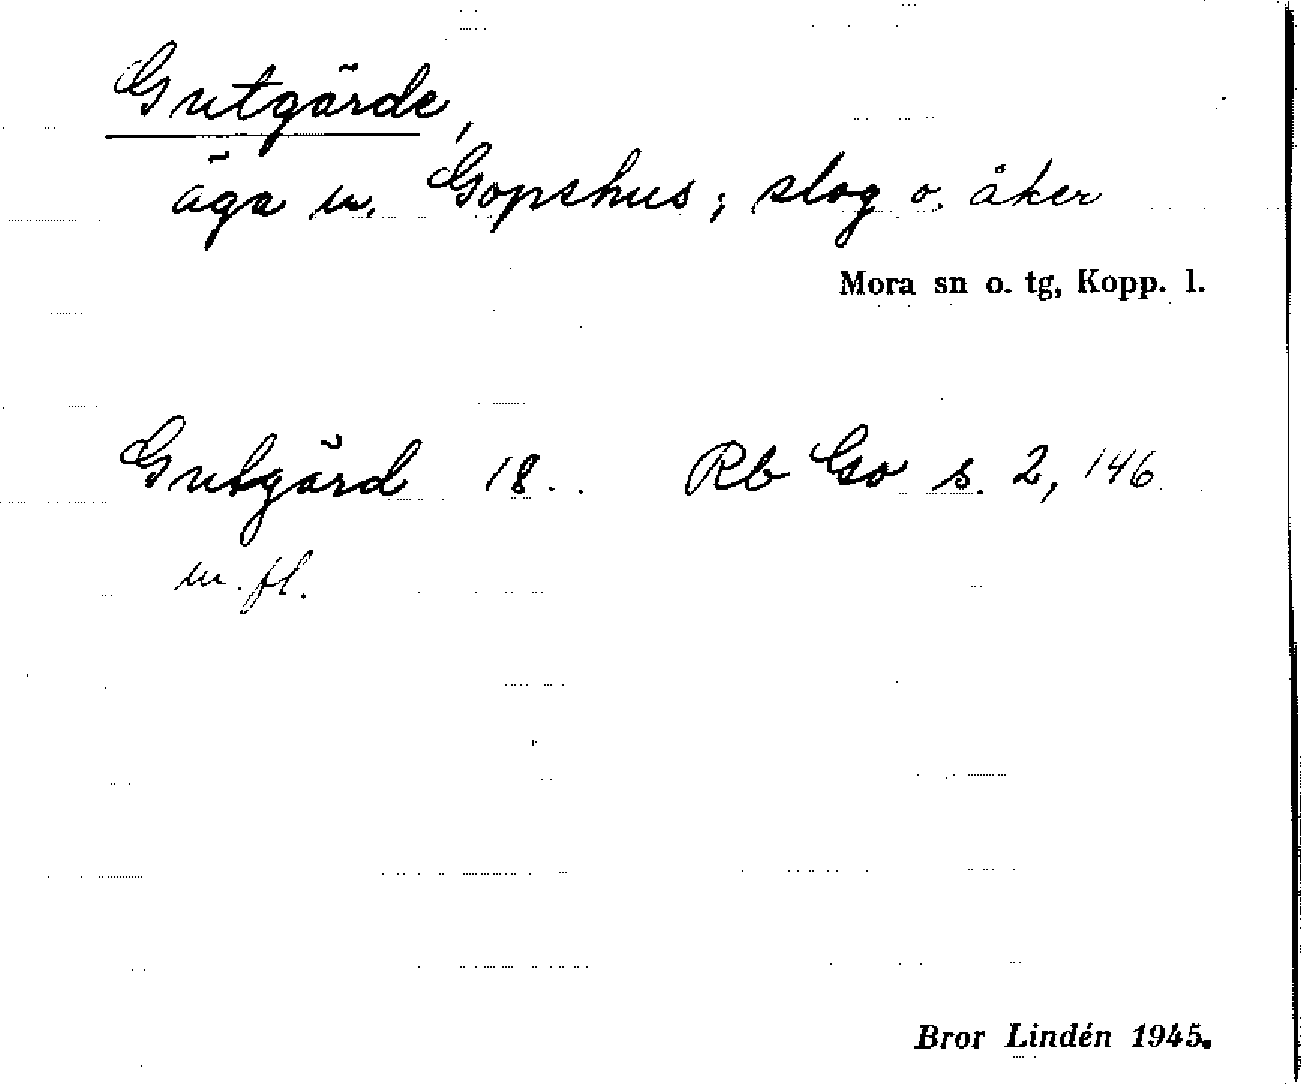 Gutgärde,
äga u. Gopshus; slog o. åker
Mora sn o. tg, Kopp. l.
Gutgärd 18.. Rb Go s. 2, 146
m. fl.
Bror Lindén 1945.